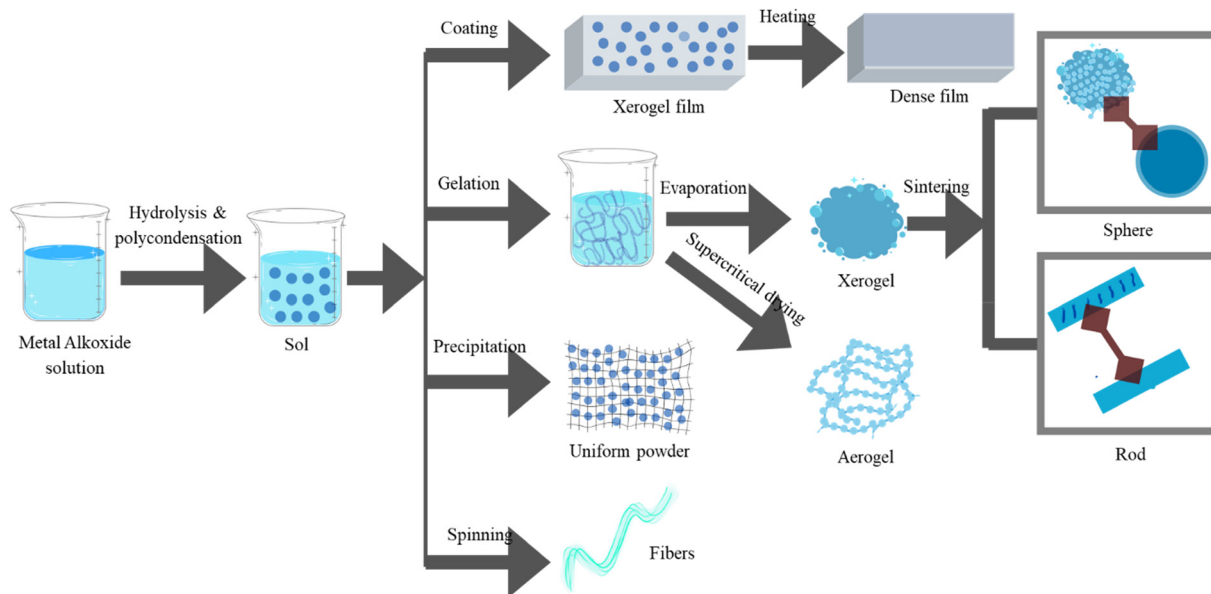 Coating
Heating
Xerogel film
Dense film
Hydrolysis &
polycondensation
Gelation
Evaporation
Sintering
Supercritical drying
Xerogel
Sphere
Metal Alkoxide
solution
Sol
Precipitation
Uniform powder
Aerogel
Rod
Spinning
Fibers